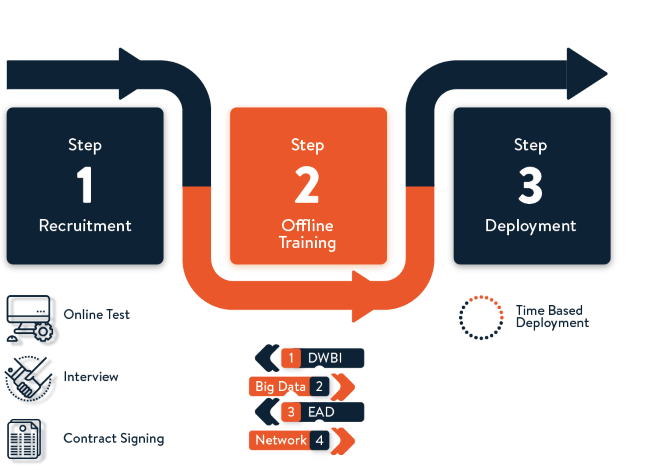 Step
1
Recruitment
Step
2
Offline
Training
Step
3
Deployment
Online Test
Interview
Contract Signing
1 DWBI
Big Data 2
3 EAD
Network 4
Time Based
Deployment